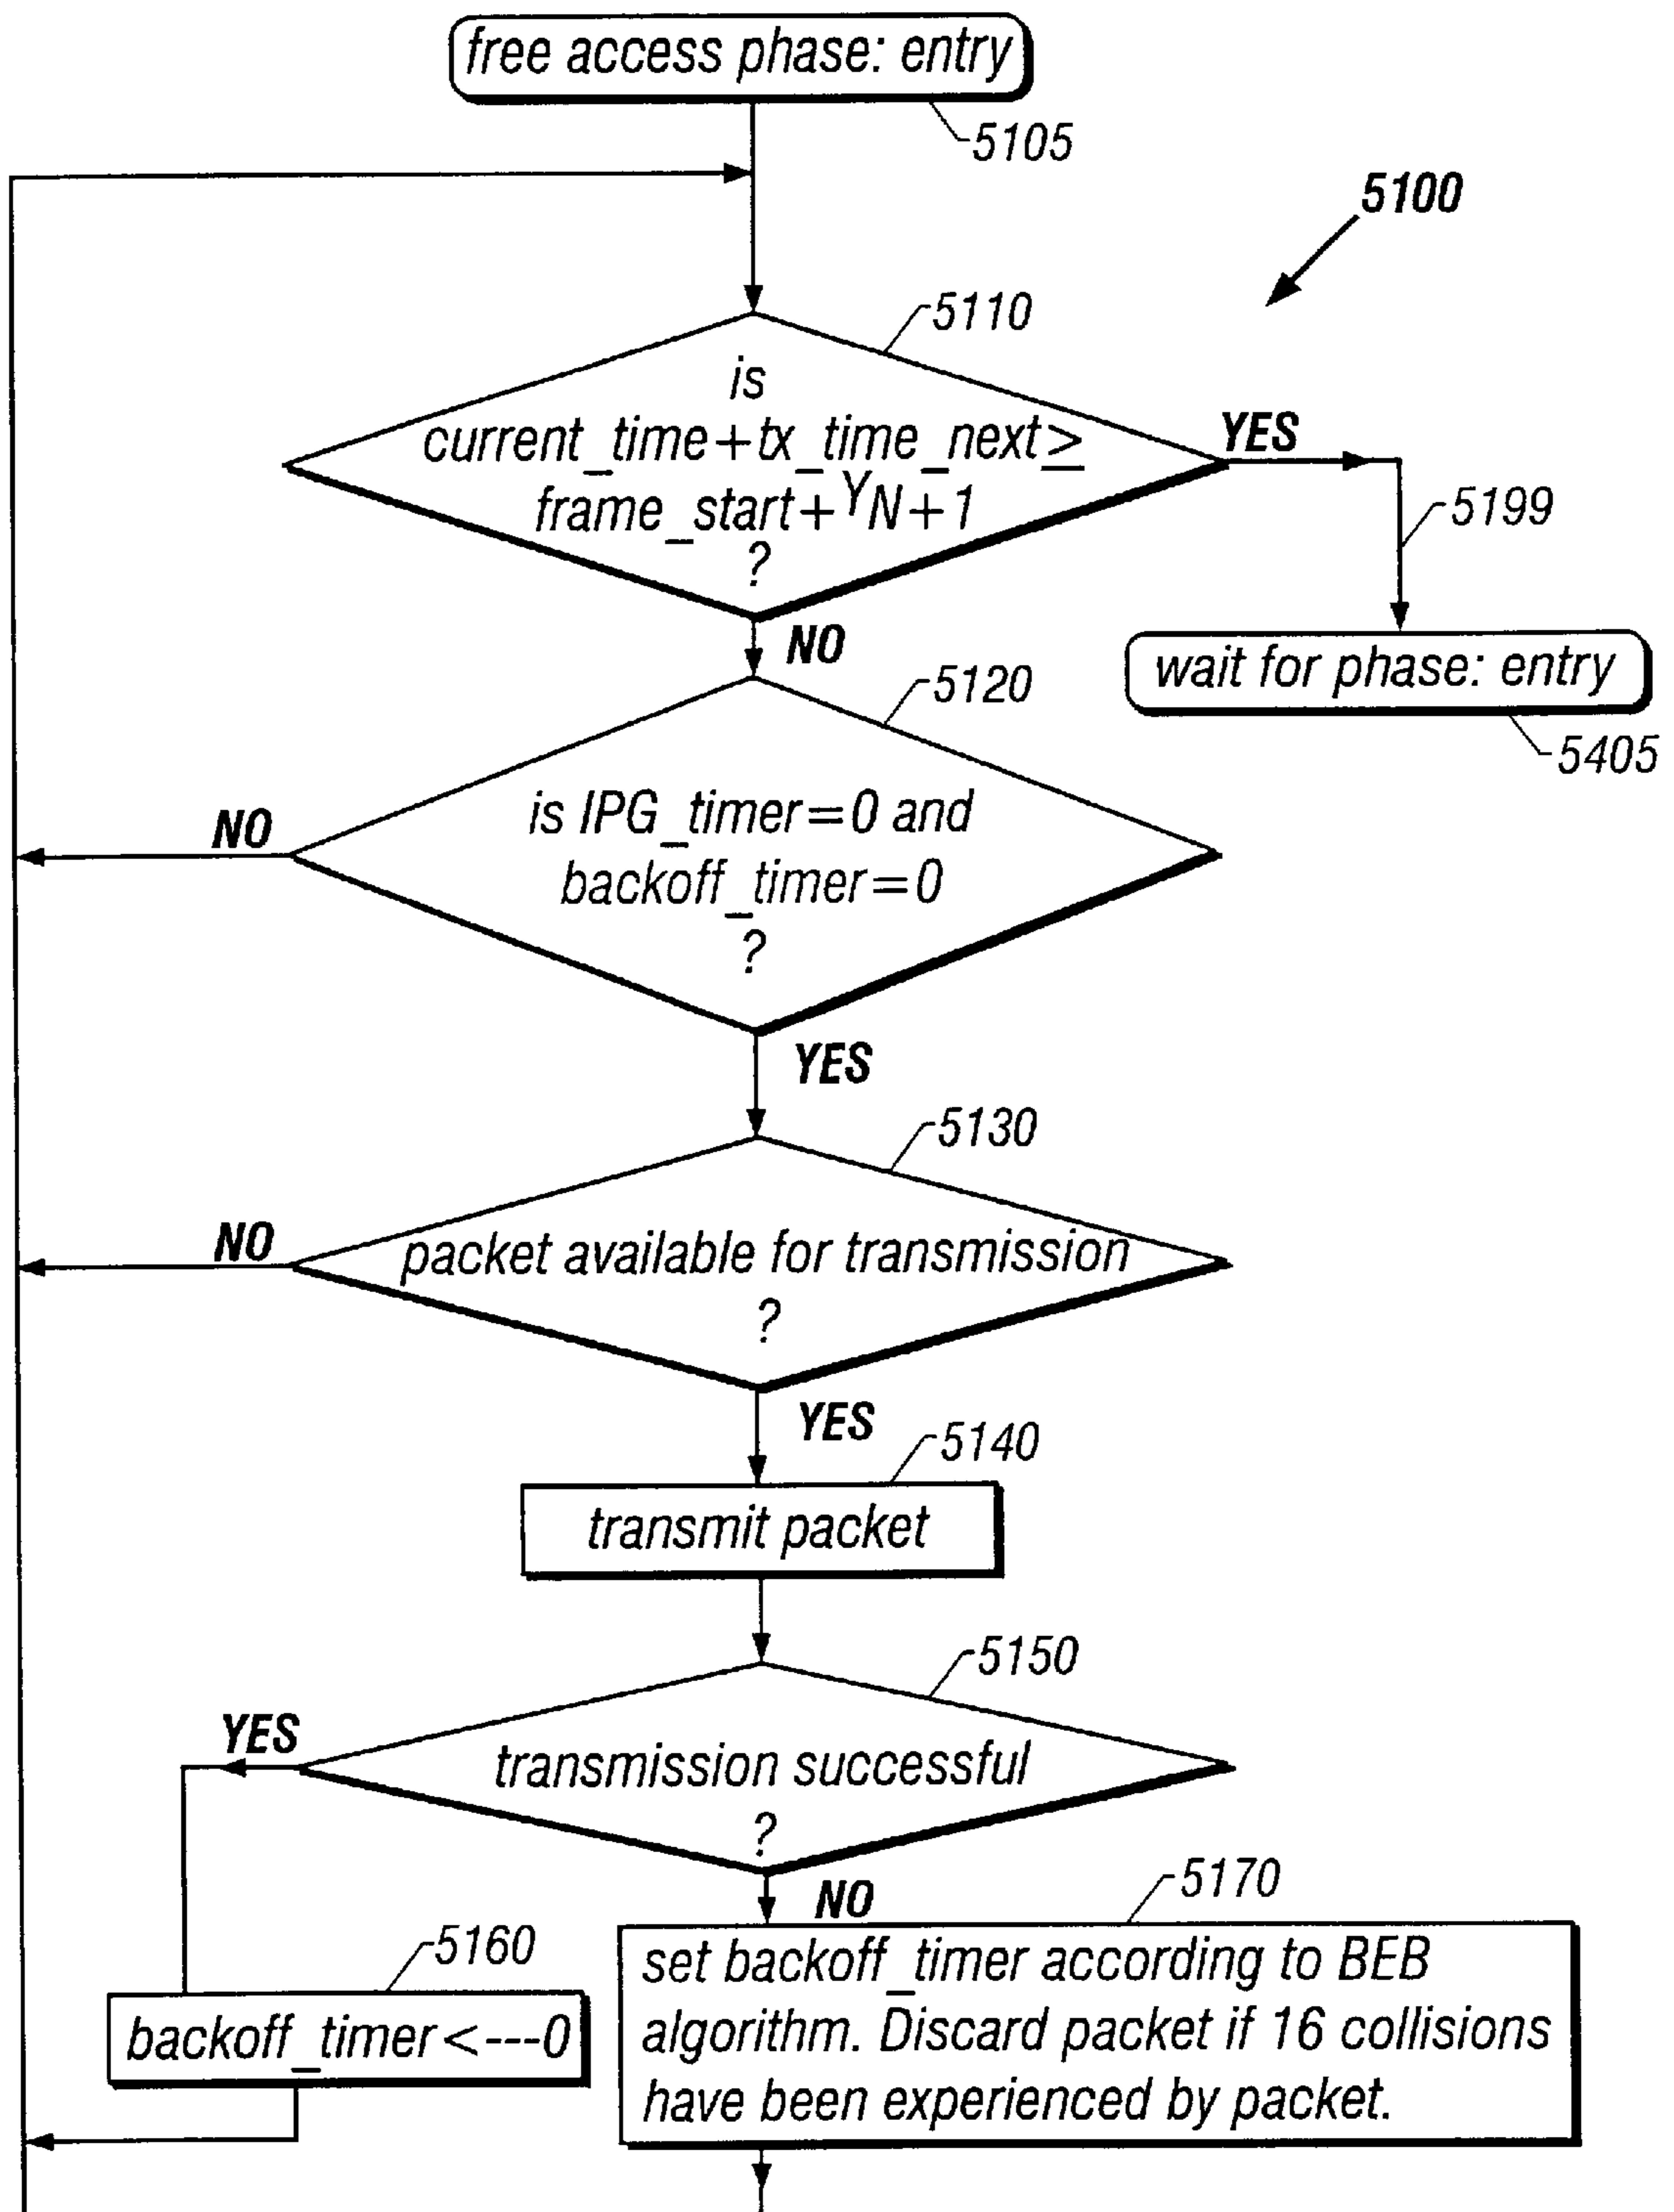 free access phase: entry
5105
5100
5110
is
current_time+tx_time_next≥
frame_start+YN+1
?
YES
5199
NO
wait for phase: entry
5405
5120
is IPG_timer=0 and
backoff_timer=0
?
NO
YES
5130
packet available for transmission
?
NO
YES
5140
transmit packet
5150
transmission successful
?
YES
NO
5160
backoff_timer<---0
5170
set backoff_timer according to BEB
algorithm. Discard packet if 16 collisions
have been experienced by packet.